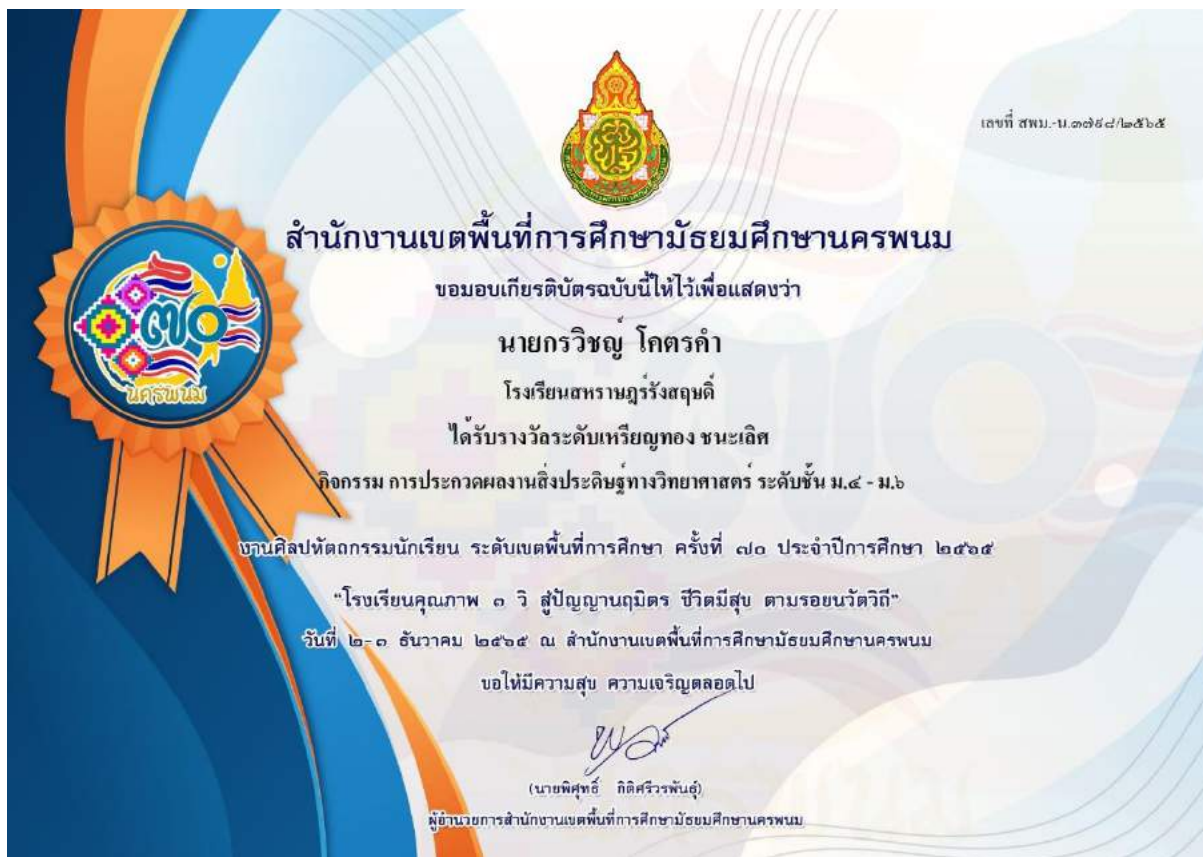 เลขที่ สพม.-น.๓๗๕๘/๒๕๖๕
สำนักงานเขตพื้นที่การศึกษามัธยมศึกษานครพนม
ขอมอบเกียรติบัตรฉบับนี้ให้ไว้เพื่อแสดงว่า
นายกรวิชญ์ โคตรคำ
โรงเรียนสหราษฎร์รังสฤษดิ์
ได้รับรางวัลระดับเหรียญทอง ชนะเลิศ
กิจกรรม การประกวดผลงานสิ่งประดิษฐ์ทางวิทยาศาสตร์ ระดับชั้น ม.๔ - ม.๖
งานศิลปหัตถกรรมนักเรียน ระดับเขตพื้นที่การศึกษา ครั้งที่ ๗๐ ประจำปีการศึกษา ๒๕๖๕
“โรงเรียนคุณภาพ ๓ วิ สู่ปัญญานฤมิตร ชีวิตมีสุข ตามรอยนวัตวิถี”
วันที่ ๒-๓ ธันวาคม ๒๕๖๕ ณ สำนักงานเขตพื้นที่การศึกษามัธยมศึกษานครพนม
ขอให้มีความสุข ความเจริญตลอดไป
(นายพิศุทธิ์ กิติศรีวรพันธุ์)
ผู้อำนวยการสำนักงานเขตพื้นที่การศึกษามัธยมศึกษานครพนม
๗๐
นครพนม